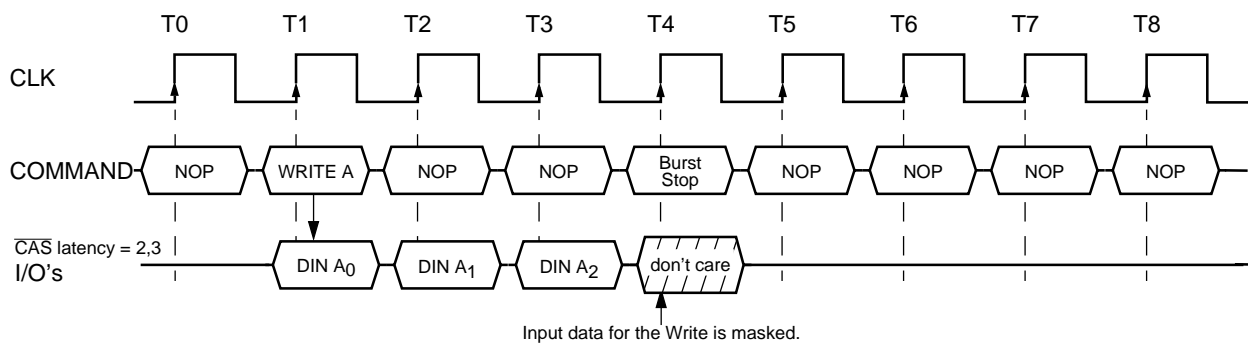 T0 T1 T2 T3 T4 T5 T6 T7 T8
CLK
COMMAND NOP WRITE A NOP NOP Burst Stop NOP NOP NOP NOP
CAS latency = 2,3
I/O's DIN A0 DIN A1 DIN A2 don't care
Input data for the Write is masked.